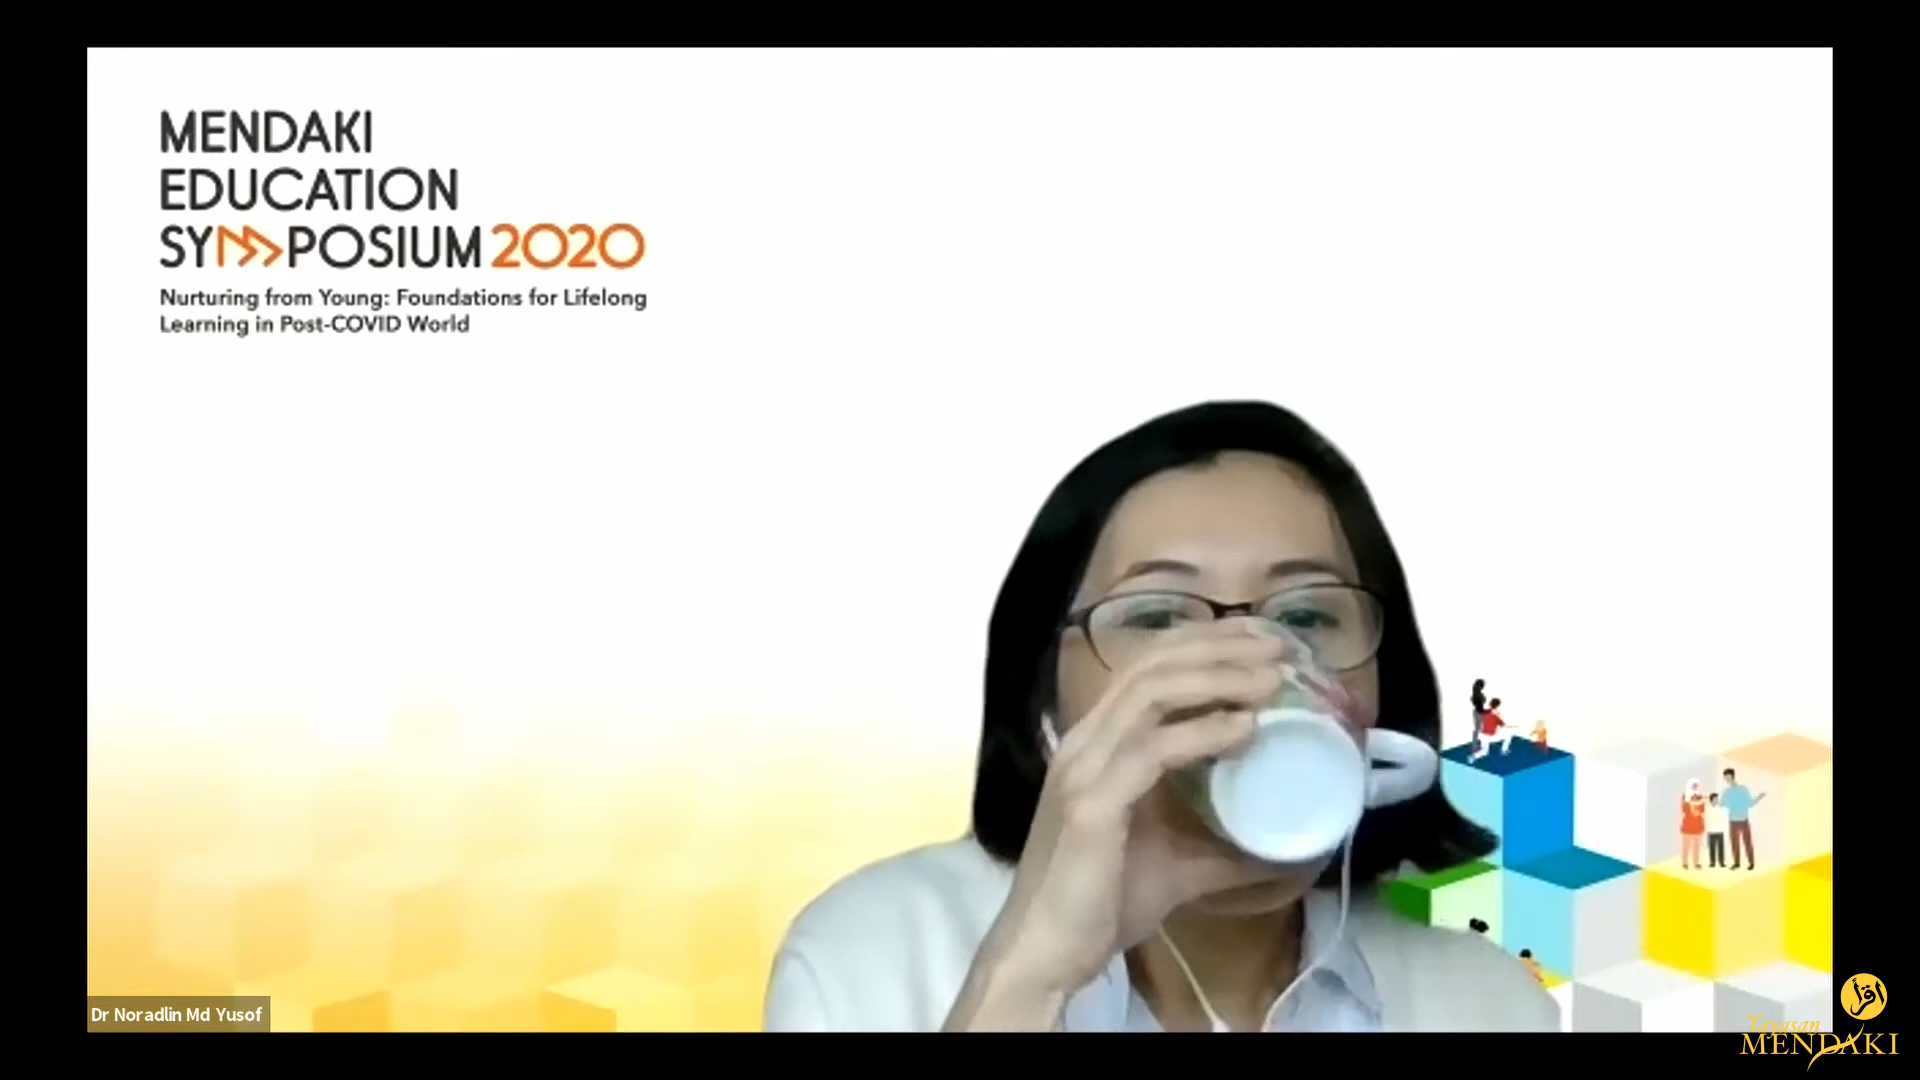 MENDAKI
EDUCATION
SYMPOSIUM 2020
Nurturing from Young: Foundations for Lifelong
Learning in Post-COVID World
Dr Noradlin Md Yusof
اقرأ
Yayasan
MENDAKI